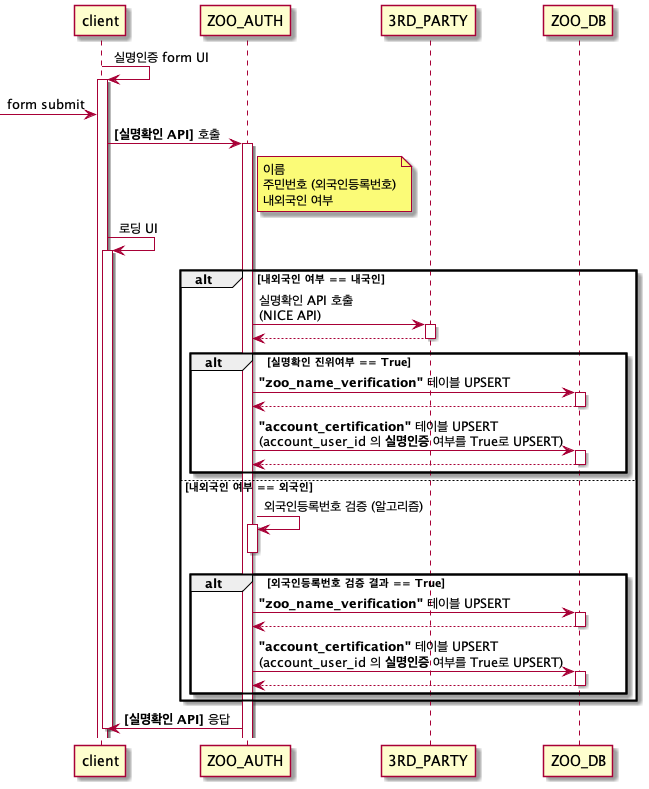 client ZOO_AUTH 3RD_PARTY ZOO_DB
실명인증 form UI
form submit
[실명확인 API] 호출
이름
주민번호 (외국인등록번호)
내외국인 여부
로딩 UI
alt [내외국인 여부 == 내국인]
실명확인 API 호출
(NICE API)
alt [실명확인 진위여부 == True]
"zoo_name_verification" 테이블 UPSERT
"account_certification" 테이블 UPSERT
(account_user_id 의 실명인증 여부를 True로 UPSERT)
[내외국인 여부 == 외국인]
외국인등록번호 검증 (알고리즘)
alt [외국인등록번호 검증 결과 == True]
"zoo_name_verification" 테이블 UPSERT
"account_certification" 테이블 UPSERT
(account_user_id 의 실명인증 여부를 True로 UPSERT)
[실명확인 API] 응답
client ZOO_AUTH 3RD_PARTY ZOO_DB